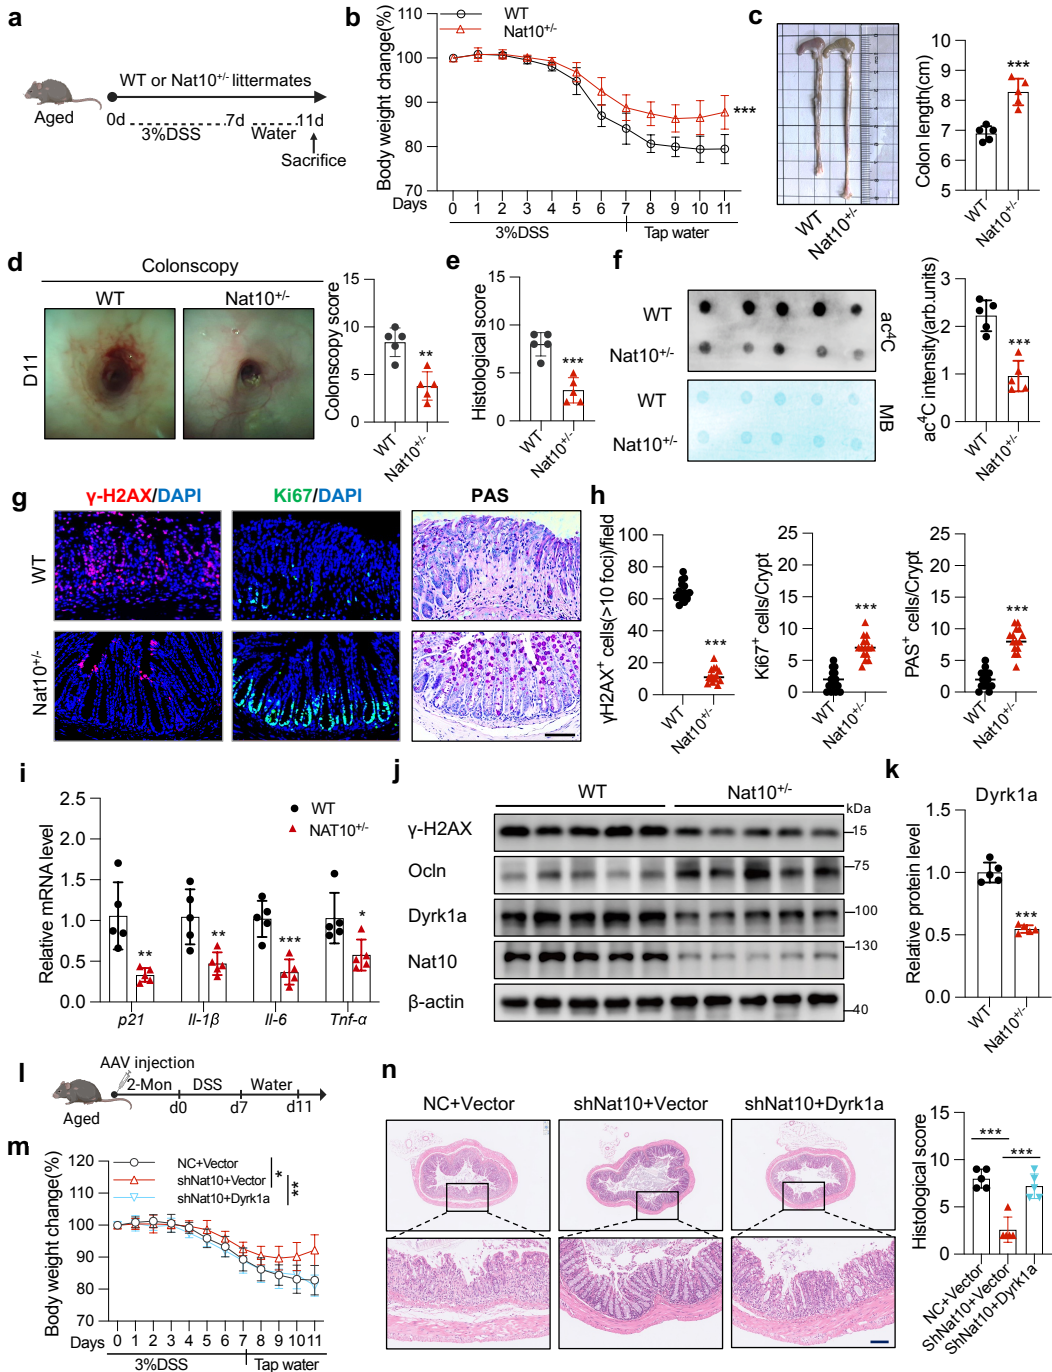 a
WT or Nat10+/- littermates
Aged
0d
3%DSS
7d
Water
11d
Sacrifice
b
Body weight change(%)
110
100
90
80
70
WT
Nat10+/-
***
Days
0 1 2 3 4 5 6 7 8 9 10 11
3%DSS
Tap water
c
WT
Nat10+/-
Colon length(cm)
10
9
8
7
6
5
***
WT
Nat10+/-
d
Colonscopy
WT
Nat10+/-
D11
Colonscopy score
15
10
5
0
**
WT
Nat10+/-
e
Histological score
15
10
5
0
***
WT
Nat10+/-
f
WT
Nat10+/-
ac4C
WT
Nat10+/-
MB
ac4C intensity(arb.units)
3
2
1
0
***
WT
Nat10+/-
g
γ-H2AX/DAPI
Ki67/DAPI
PAS
WT
Nat10+/-
h
γH2AX+ cells(>10 foci)/field
100
80
60
40
20
0
***
WT
Nat10+/-
Ki67+ cells/Crypt
25
20
15
10
5
0
***
WT
Nat10+/-
PAS+ cells/Crypt
25
20
15
10
5
0
***
WT
Nat10+/-
i
Relative mRNA level
2.5
2.0
1.5
1.0
0.5
0.0
WT
NAT10+/-
**
**
***
*
p21
Il-1β
Il-6
Tnf-α
j
WT
Nat10+/-
kDa
γ-H2AX
15
Ocln
75
Dyrk1a
100
Nat10
130
β-actin
40
k
Dyrk1a
Relative protein level
1.5
1.0
0.5
0.0
***
WT
Nat10+/-
l
AAV injection
2-Mon
DSS
Water
Aged
d0
d7
d11
m
Body weight change(%)
120
110
100
90
80
70
NC+Vector
shNat10+Vector
shNat10+Dyrk1a
*
**
Days
0 1 2 3 4 5 6 7 8 9 10 11
3%DSS
Tap water
n
NC+Vector
shNat10+Vector
shNat10+Dyrk1a
Histological score
15
10
5
0
***
***
NC+Vector
ShNat10+Vector
ShNat10+Dyrk1a